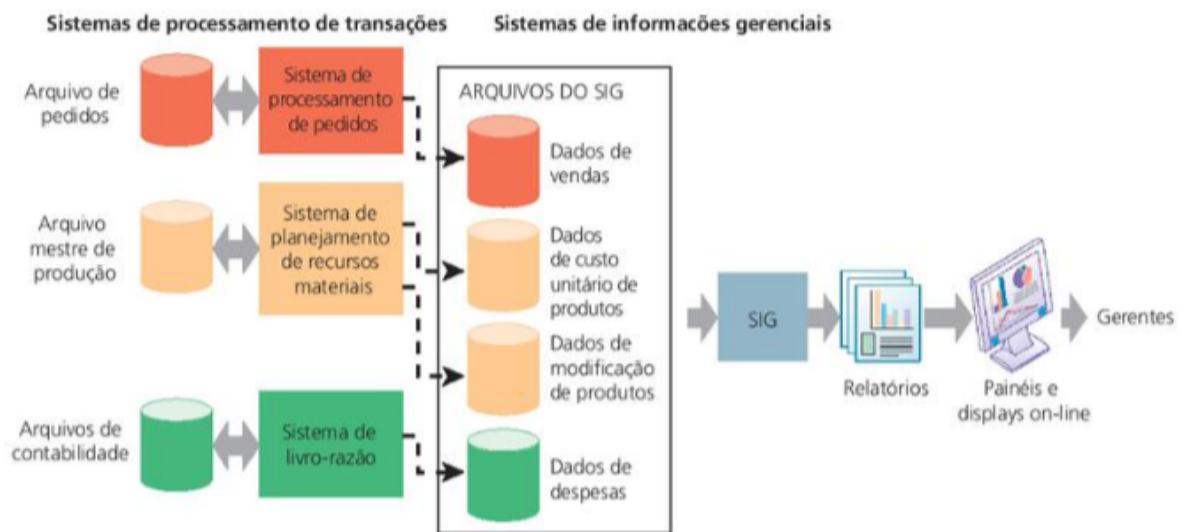 Sistemas de processamento de transações
Sistemas de informacões gerenciais
Arquivo de
pedidos
Sistema de
processamento
de pedidos
ARQUIVOS DO SIG
Dados de
vendas
Arquivo
mestre de
produção
Sistema de
planejamento
de recursos
materiais
Dados
de custo
unitário de
produtos
Dados de
modificação
de produtos
SIG
Relatórios
Painéis e
displays on-line
Gerentes
Arquivos de
contabilidade
Sistema de
livro-razão
Dados de
despesas